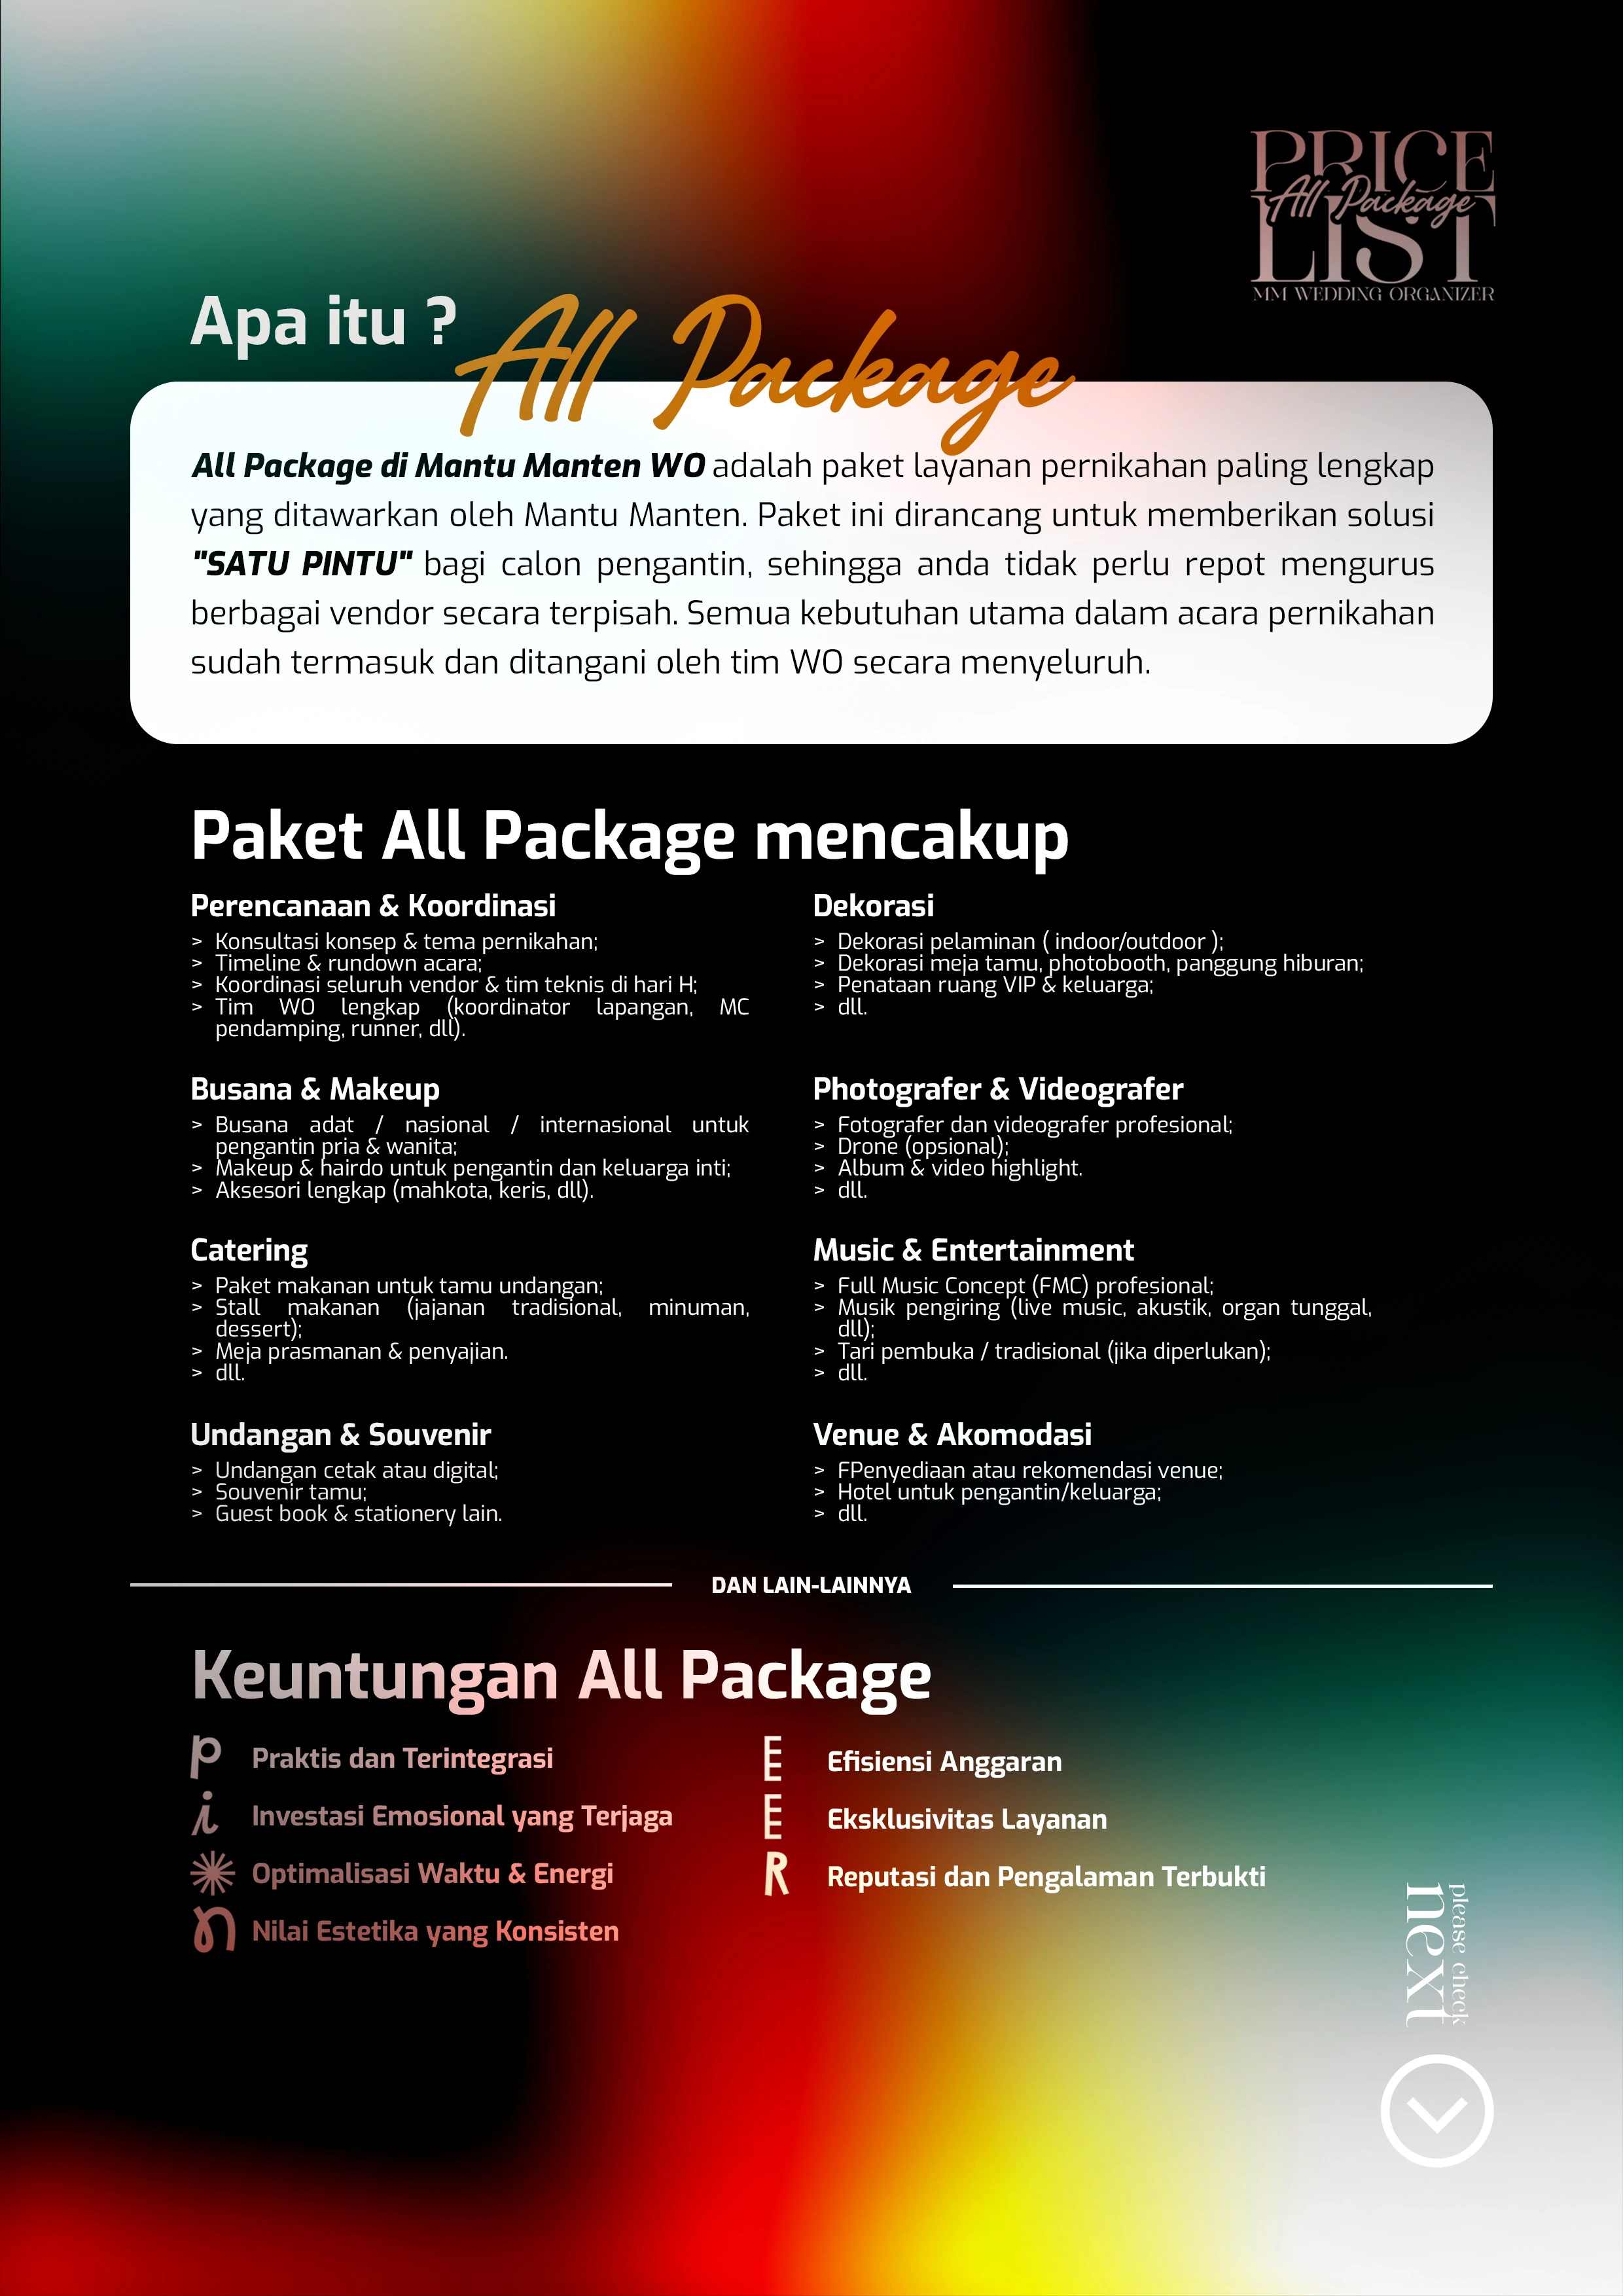 PRICE
All Package
LIST
MM WEDDING ORGANIZER
Apa itu ?
All Package
All Package di Mantu Manten WO adalah paket layanan pernikahan paling lengkap
yang ditawarkan oleh Mantu Manten. Paket ini dirancang untuk memberikan solusi
"SATU PINTU" bagi calon pengantin, sehingga anda tidak perlu repot mengurus
berbagai vendor secara terpisah. Semua kebutuhan utama dalam acara pernikahan
sudah termasuk dan ditangani oleh tim WO secara menyeluruh.
Paket All Package mencakup
Perencanaan & Koordinasi
> Konsultasi konsep & tema pernikahan;
> Timeline & rundown acara;
> Koordinasi seluruh vendor & tim teknis di hari H;
> Tim WO lengkap (koordinator lapangan, MC
pendamping, runner, dll).
Dekorasi
> Dekorasi pelaminan ( indoor/outdoor );
> Dekorasi meja tamu, photobooth, panggung hiburan;
> Penataan ruang VIP & keluarga;
> dll.
Busana & Makeup
> Busana adat / nasional / internasional untuk
pengantin pria & wanita;
> Makeup & hairdo untuk pengantin dan keluarga inti;
> Aksesori lengkap (mahkota, keris, dll).
Photografer & Videografer
> Fotografer dan videografer profesional;
> Drone (opsional);
> Album & video highlight.
> dll.
Catering
> Paket makanan untuk tamu undangan;
> Stall makanan (jajanan tradisional, minuman,
dessert);
> Meja prasmanan & penyajian.
> dll.
Music & Entertainment
> Full Music Concept (FMC) profesional;
> Musik pengiring (live music, akustik, organ tunggal,
dll);
> Tari pembuka / tradisional (jika diperlukan);
> dll.
Undangan & Souvenir
> Undangan cetak atau digital;
> Souvenir tamu;
> Guest book & stationery lain.
Venue & Akomodasi
> FPenyediaan atau rekomendasi venue;
> Hotel untuk pengantin/keluarga;
> dll.
DAN LAIN-LAINNYA
Keuntungan All Package
P Praktis dan Terintegrasi
i Investasi Emosional yang Terjaga
Optimalisasi Waktu & Energi
n Nilai Estetika yang Konsisten
E Efisiensi Anggaran
E Eksklusivitas Layanan
R Reputasi dan Pengalaman Terbukti
please check
next